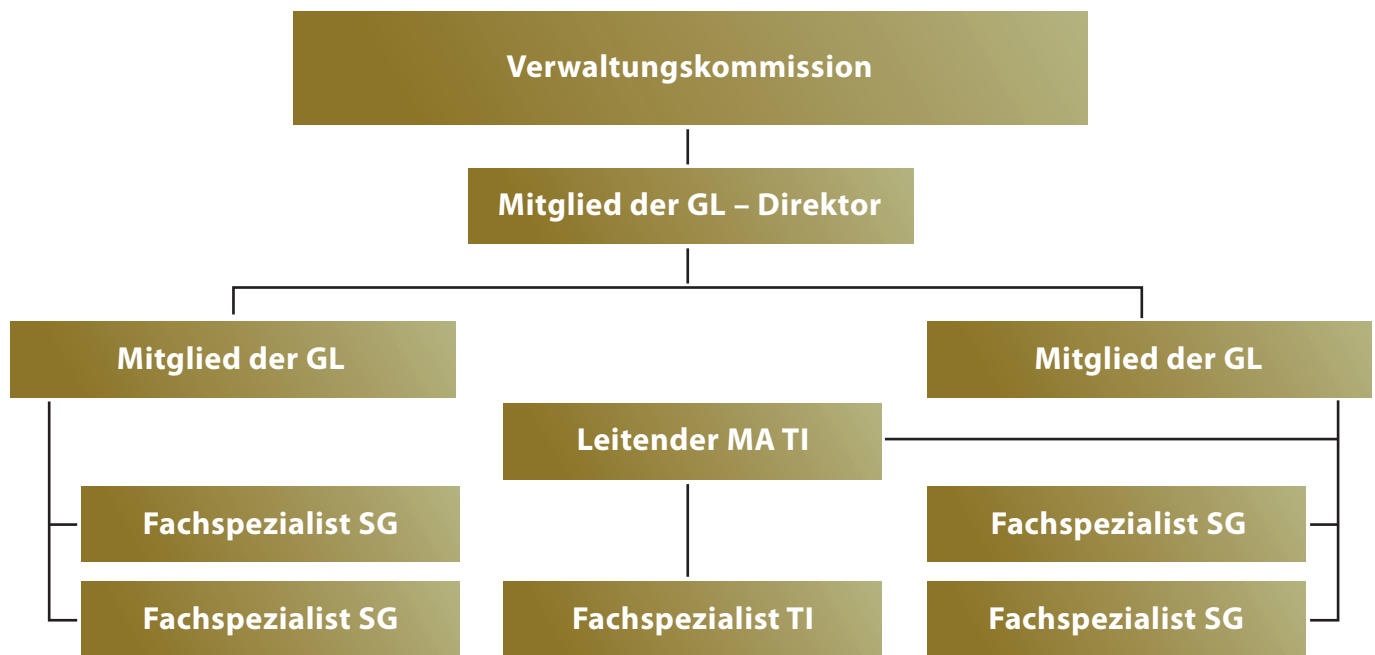 Verwaltungskommission
Mitglied der GL – Direktor
Mitglied der GL
Mitglied der GL
Leitender MA TI
Fachspezialist SG
Fachspezialist SG
Fachspezialist SG
Fachspezialist TI
Fachspezialist SG